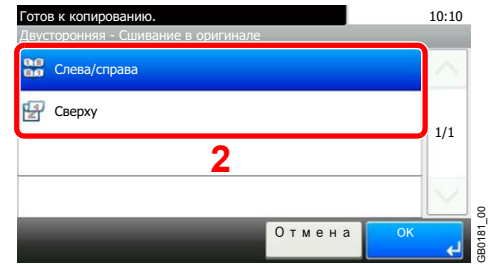 Готов к копированию. 10:10
Двусторонняя - Сшивание в оригинале
Слева/справа
Сверху
1/1
2
Отмена OK
GB0181_00